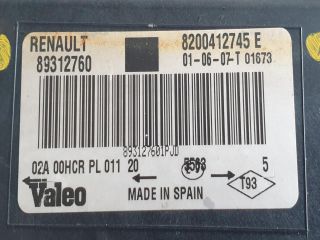 RENAULT 8200412745 E
89312760 01-06-07-T 01673
893127601PJD
02A 00HCR PL 011 20 5
Valeo MADE IN SPAIN T93